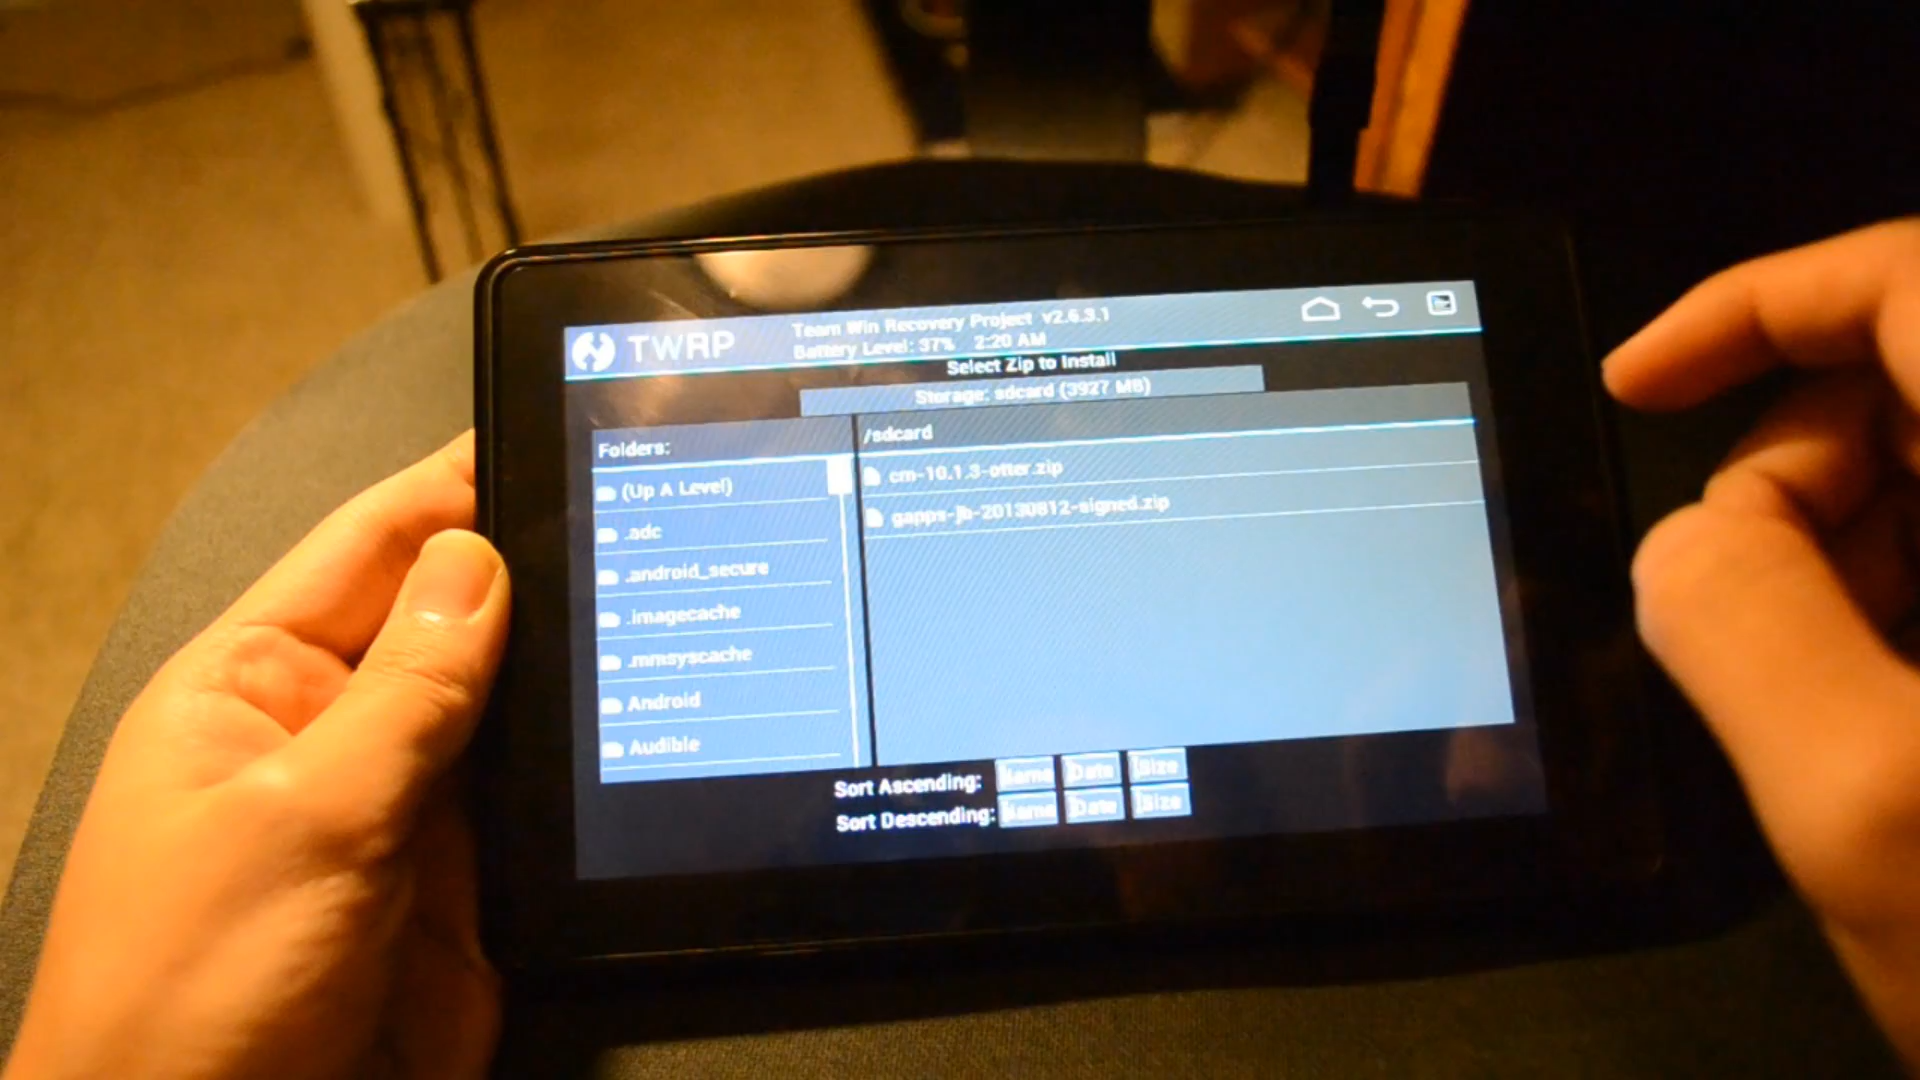 TWRP
Team Win Recovery Project v2.6.3.1
Battery Level: 37% 2:20 AM
Select Zip to Install
Storage: sdcard (3927 MB)
Folders:
(Up A Level)
.adc
.android_secure
.imagecache
.mmsyscache
Android
Audible
/sdcard
cm-10.1.3-otter.zip
gapps-jb-20130812-signed.zip
Sort Ascending: Name Date Size
Sort Descending: Name Date Size